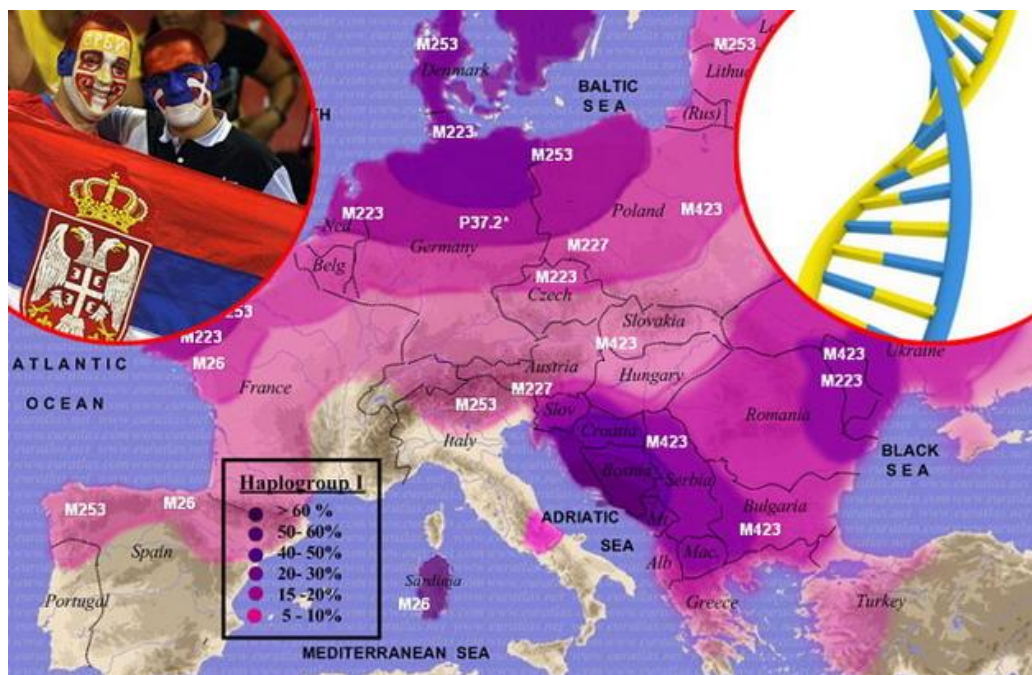 СРБИ
M253
Denmark
BALTIC
SEA
M253
Lithu
(Rus)
TH
M223
M253
M223
Ned
P37.2*
Poland
M423
Germany
M227
Belg
M223
Czech
253
M223
Slovakia
M423
M423
Ukraine
ATLANTIC
M26
Austria
Hungary
M223
OCEAN
France
M227
M253
Slov
Romania
Italy
Croatia
M423
BLACK
SEA
Haplogroup I
> 60 %
50- 60%
40- 50%
20- 30%
15 -20%
5 - 10%
Bosnia
Serbia
M253
M26
ADRIATIC
SEA
Bulgaria
M423
Spain
Alb
Mac.
Portugal
Sardinia
M26
Greece
Turkey
MEDITERRANEAN SEA